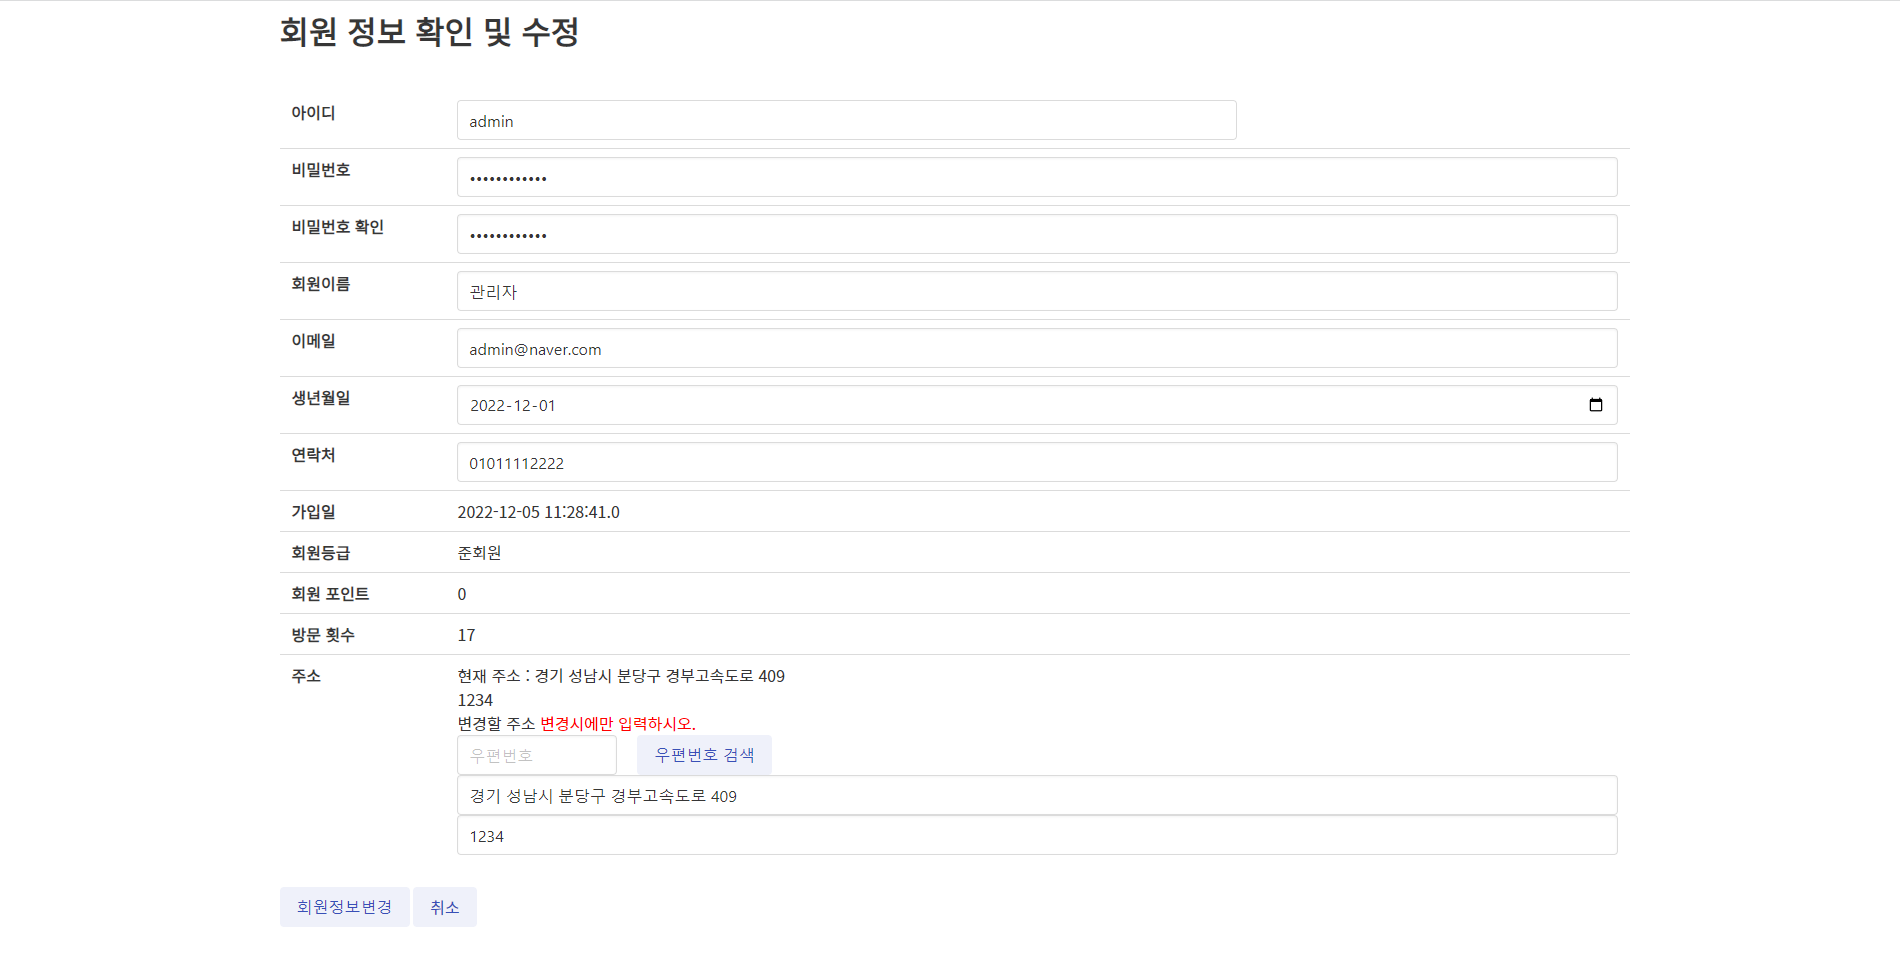 회원 정보 확인 및 수정
아이디
admin
비밀번호
••••••••••••
비밀번호 확인
••••••••••••
회원이름
관리자
이메일
admin@naver.com
생년월일
2022-12-01
연락처
01011112222
가입일
2022-12-05 11:28:41.0
회원등급
준회원
회원 포인트
0
방문 횟수
17
주소
현재 주소 : 경기 성남시 분당구 경부고속도로 409
1234
변경할 주소 변경시에만 입력하시오.
우편번호
우편번호 검색
경기 성남시 분당구 경부고속도로 409
1234
회원정보변경
취소